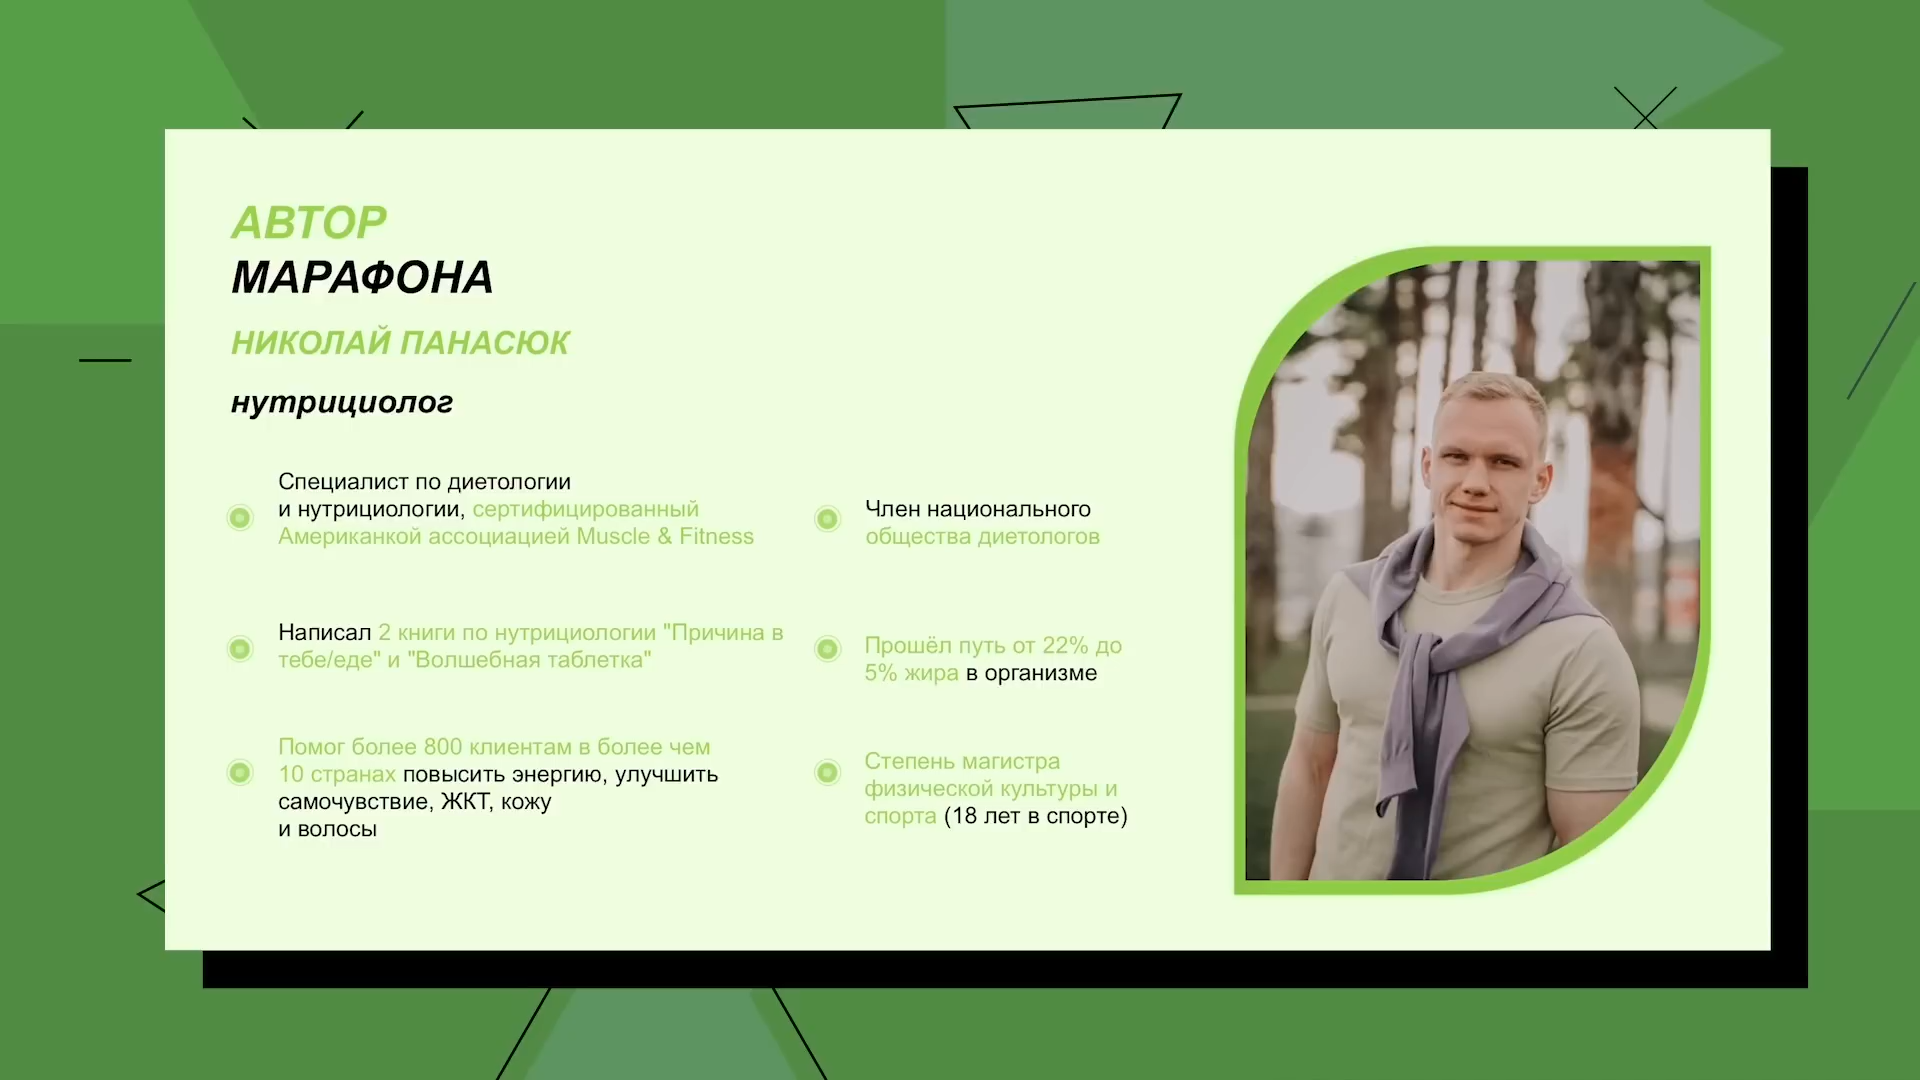 АВТОР
МАРАФОНА
НИКОЛАЙ ПАНАСЮК
нутрициолог
Специалист по диетологии
и нутрициологии, сертифицированный
Американкой ассоциацией Muscle & Fitness
Написал 2 книги по нутрициологии "Причина в
тебе/еде" и "Волшебная таблетка"
Помог более 800 клиентам в более чем
10 странах повысить энергию, улучшить
самочувствие, ЖКТ, кожу
и волосы
Член национального
общества диетологов
Прошёл путь от 22% до
5% жира в организме
Степень магистра
физической культуры и
спорта (18 лет в спорте)